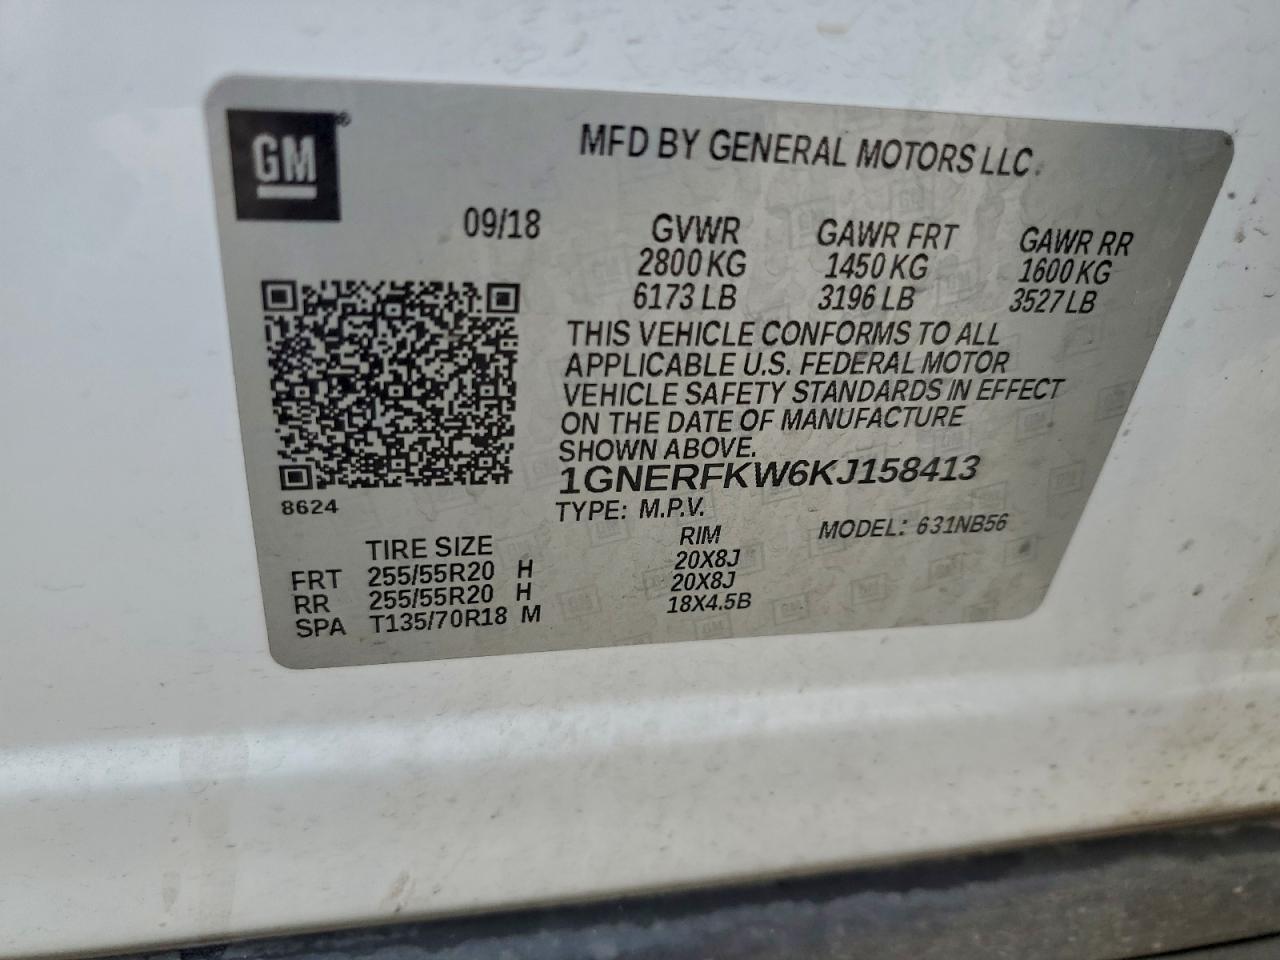 GM®
MFD BY GENERAL MOTORS LLC.
09/18 GVWR GAWR FRT GAWR RR
2800 KG 1450 KG 1600 KG
6173 LB 3196 LB 3527 LB
THIS VEHICLE CONFORMS TO ALL
APPLICABLE U.S. FEDERAL MOTOR
VEHICLE SAFETY STANDARDS IN EFFECT
ON THE DATE OF MANUFACTURE
SHOWN ABOVE.
1GNERFKW6KJ158413
8624
TYPE: M.P.V. MODEL: 631NB56
TIRE SIZE RIM
FRT 255/55R20 H 20X8J
RR 255/55R20 H 20X8J
SPA T135/70R18 M 18X4.5B